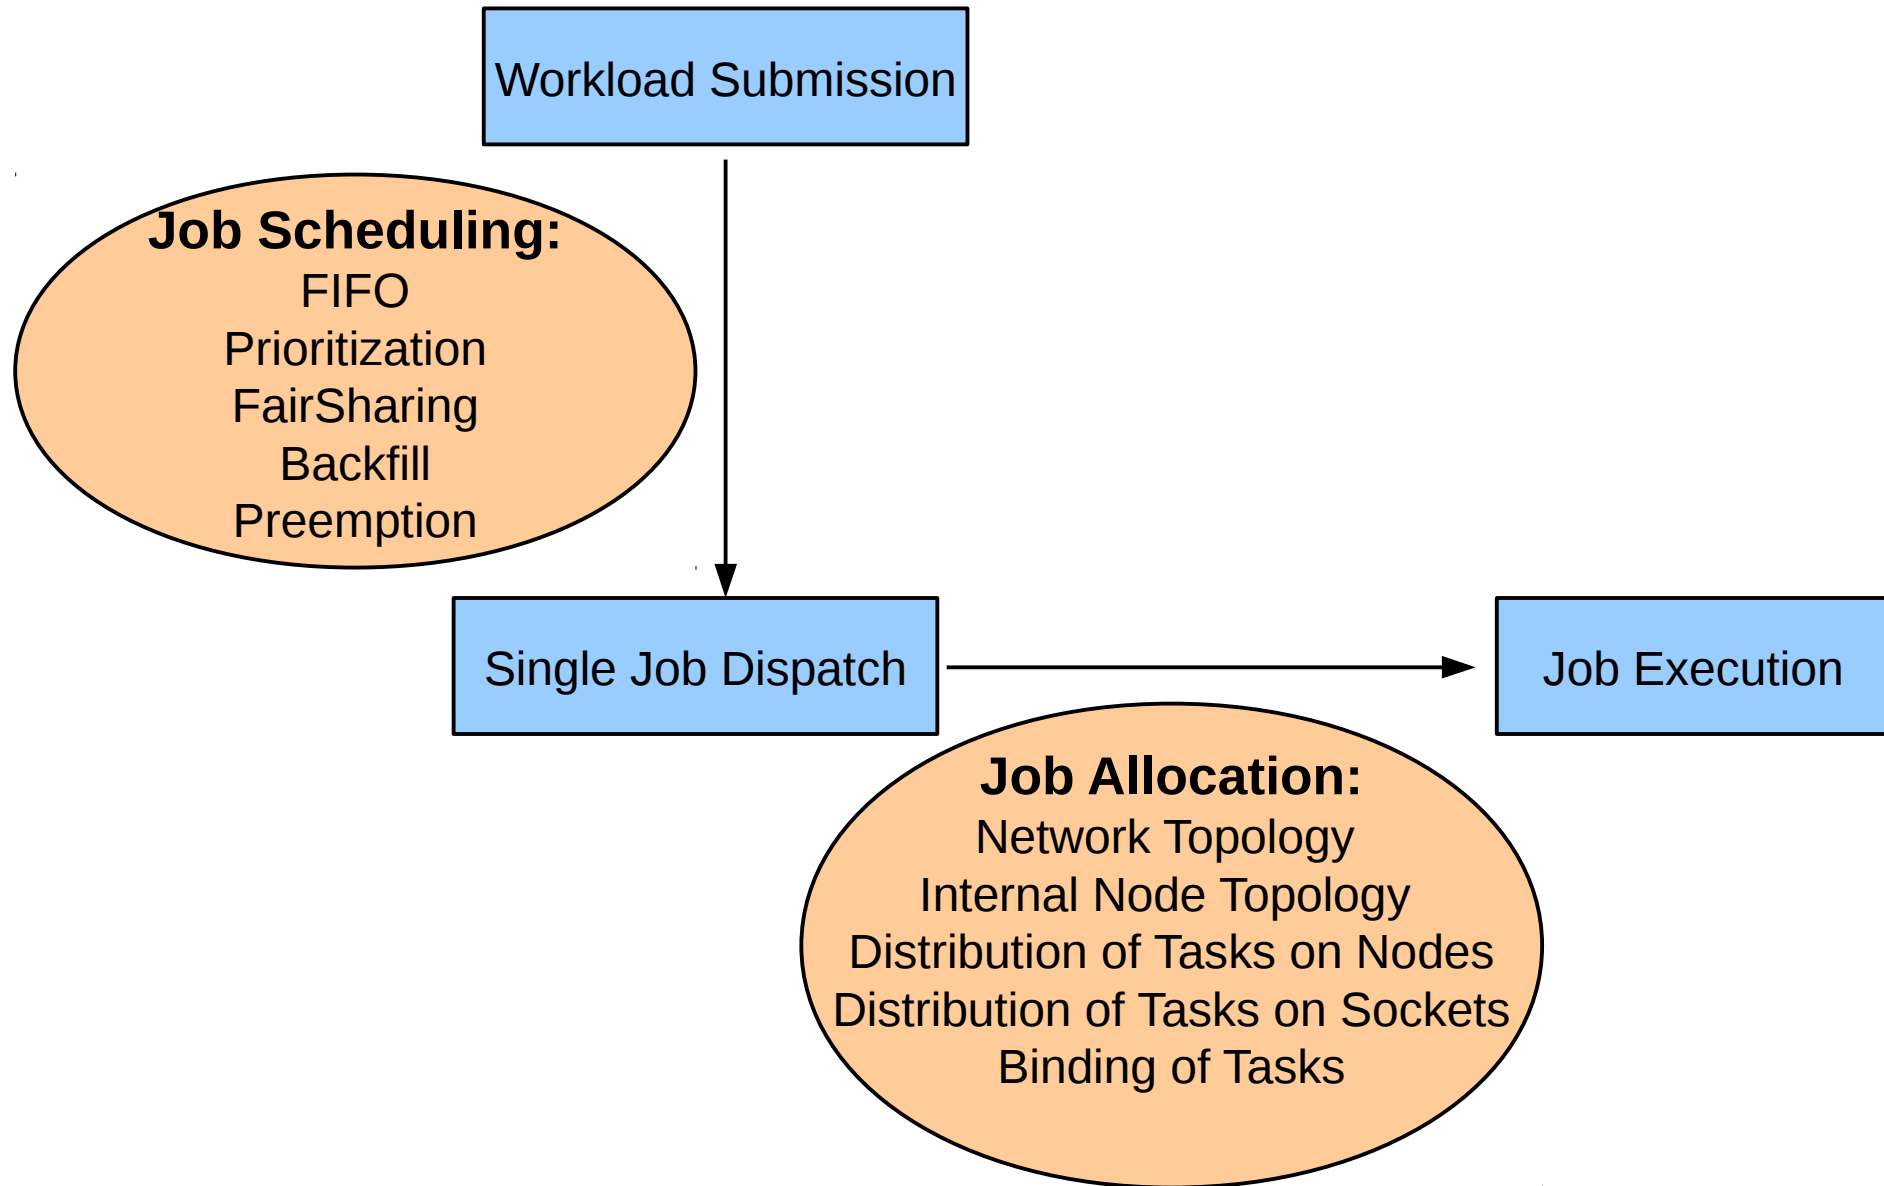 Workload Submission
Job Scheduling:
FIFO
Prioritization
FairSharing
Backfill
Preemption
Single Job Dispatch
Job Execution
Job Allocation:
Network Topology
Internal Node Topology
Distribution of Tasks on Nodes
Distribution of Tasks on Sockets
Binding of Tasks